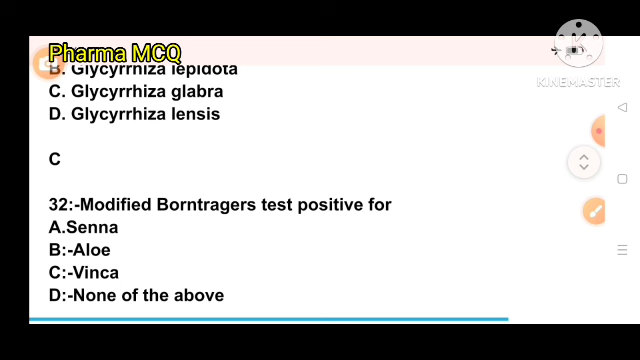 Pharma MCQ
KINEMASTER
B. Glycyrrhiza lepidota
C. Glycyrrhiza glabra
D. Glycyrrhiza lensis
C
32:-Modified Borntragers test positive for
A.Senna
B:-Aloe
C:-Vinca
D:-None of the above